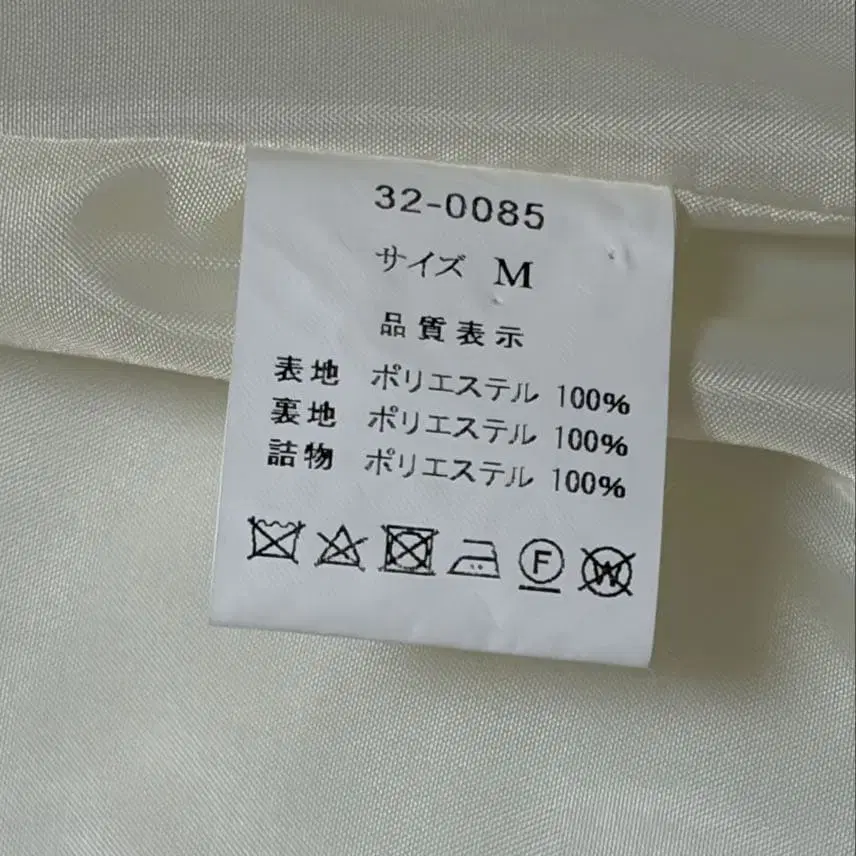 32-0085
サイズ M
品質表示
表地 ポリエステル 100%
裏地 ポリエステル 100%
詰物 ポリエステル 100%
F W